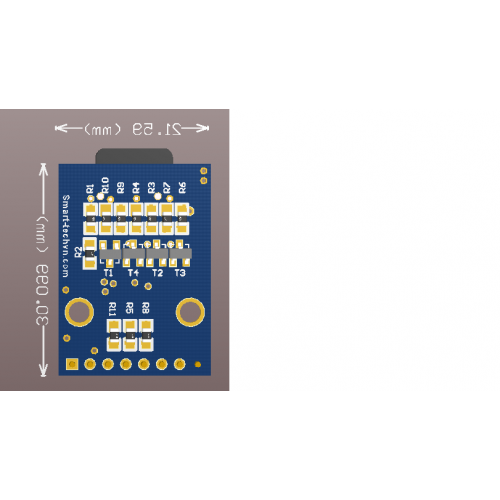 21.59 (mm)
R1 R10 R9 R4 R3 R7 R6
Smart-techvn.com
30.099 (mm)
R2
T1 T4 T2 T3
R11 R5 R8